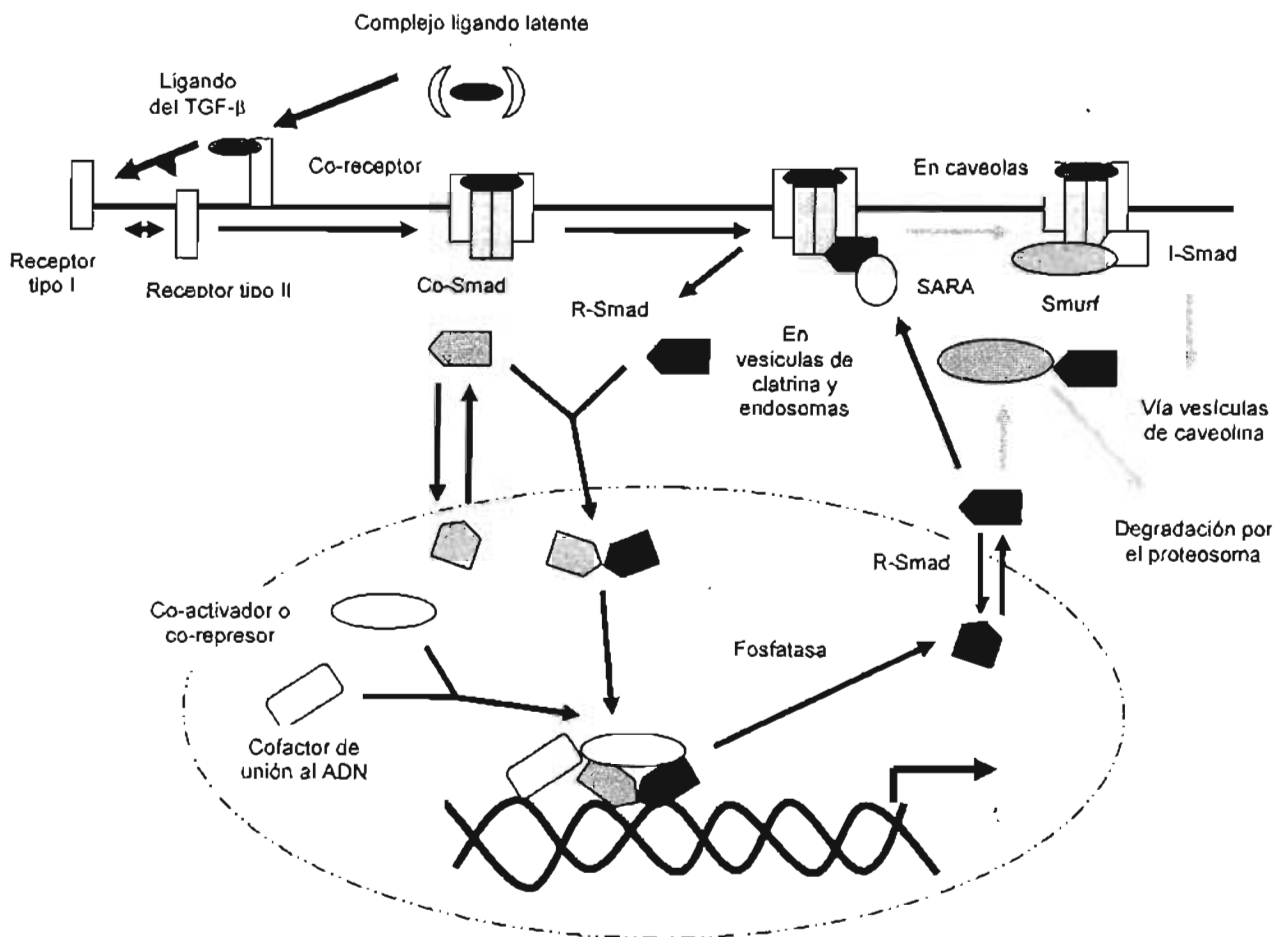 Complejo ligando latente
Ligando
del TGF-β
Co-receptor
En caveolas
Receptor
tipo I
Receptor tipo II
Co-Smad
R-Smad
SARA
I-Smad
Smurf
En
vesículas de
clatrina y
endosomas
Vía vesículas
de caveolina
Degradación por
el proteosoma
R-Smad
Co-activador o
co-represor
Fosfatasa
Cofactor de
unión al ADN